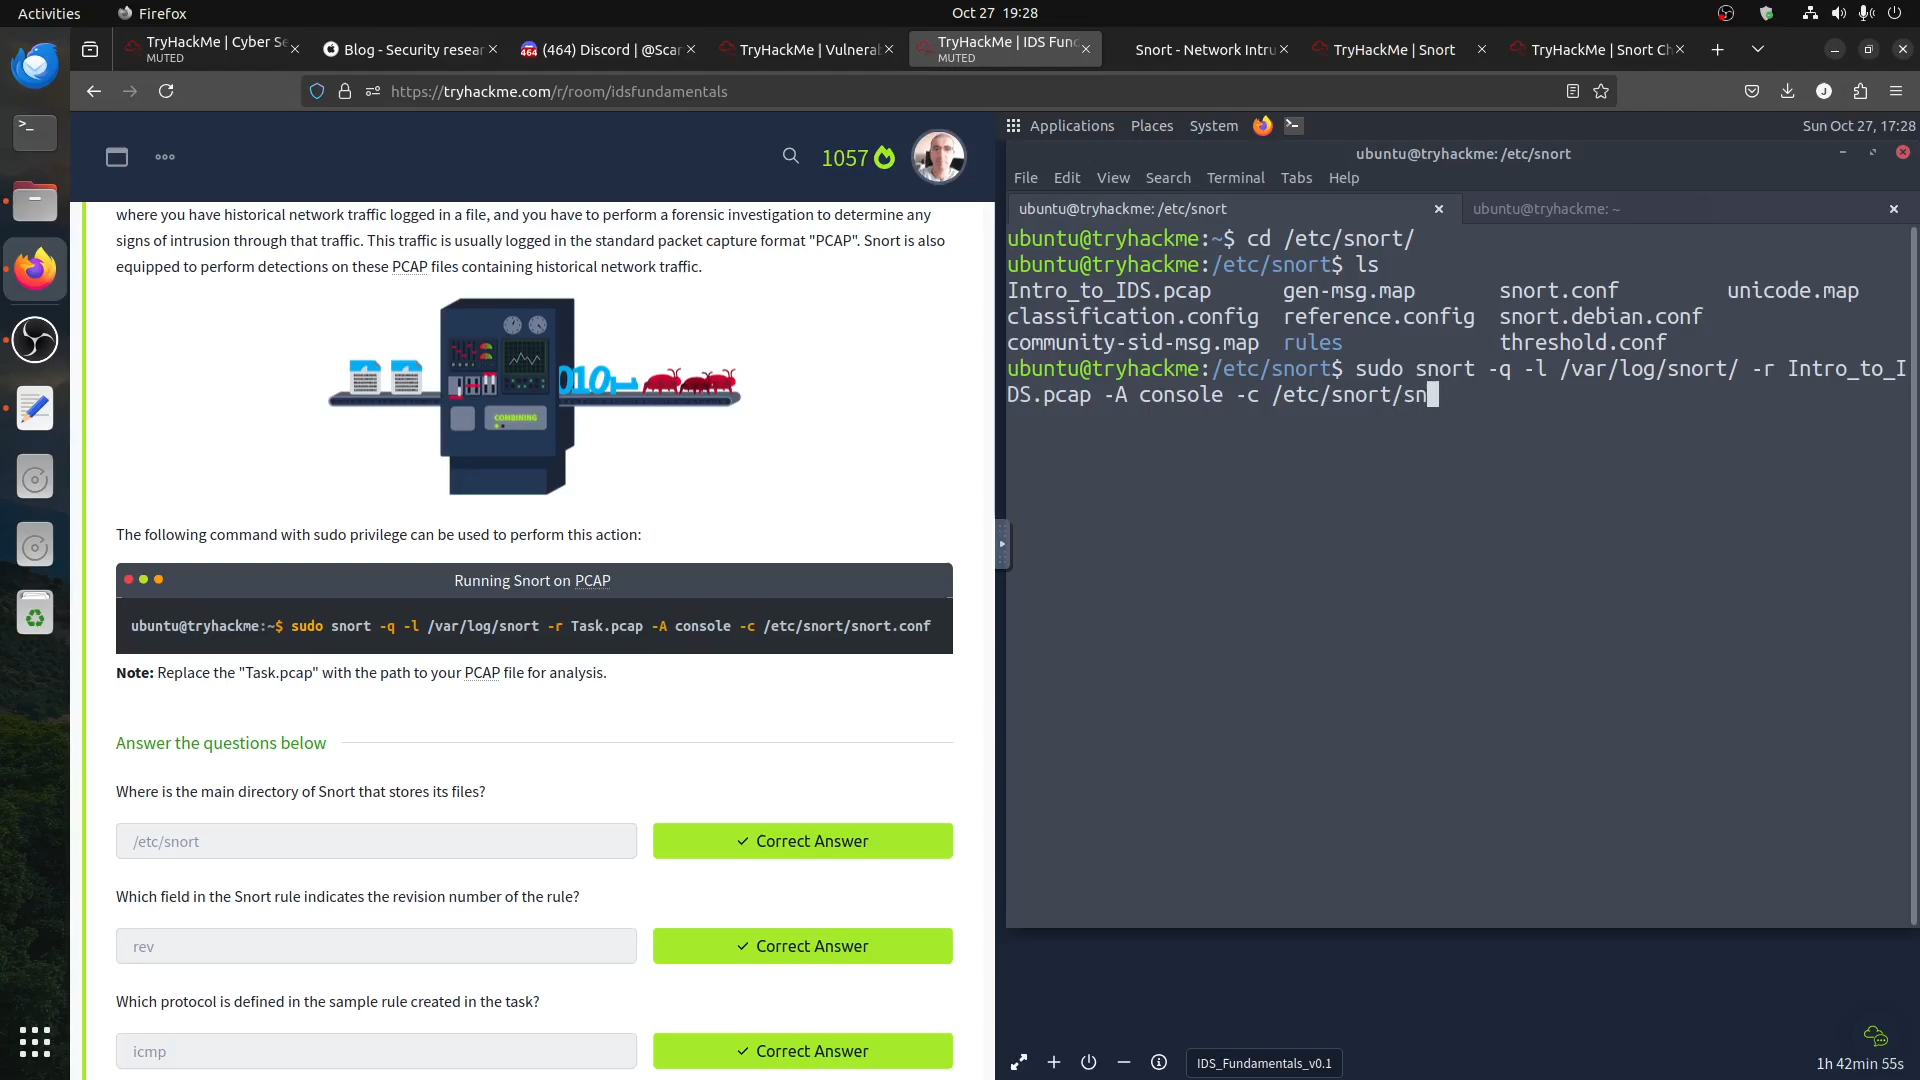 Activities
Firefox
Oct 27 19:28
TryHackMe | Cyber Se
MUTED
Blog - Security resear
464
(464) Discord | @Scar
TryHackMe | Vulneral
TryHackMe | IDS Func
MUTED
Snort - Network Intru
TryHackMe | Snort
TryHackMe | Snort Ch
https://tryhackme.com/r/room/idsfundamentals
J
1057
where you have historical network traffic logged in a file, and you have to perform a forensic investigation to determine any
signs of intrusion through that traffic. This traffic is usually logged in the standard packet capture format "PCAP". Snort is also
equipped to perform detections on these PCAP files containing historical network traffic.
COMBINING
The following command with sudo privilege can be used to perform this action:
Running Snort on PCAP
ubuntu@tryhackme:~$ sudo snort -q -l /var/log/snort -r Task.pcap -A console -c /etc/snort/snort.conf
Note: Replace the "Task.pcap" with the path to your PCAP file for analysis.
Answer the questions below
Where is the main directory of Snort that stores its files?
/etc/snort
Correct Answer
Which field in the Snort rule indicates the revision number of the rule?
rev
Correct Answer
Which protocol is defined in the sample rule created in the task?
icmp
Correct Answer
Applications Places System
Sun Oct 27, 17:28
ubuntu@tryhackme: /etc/snort
File Edit View Search Terminal Tabs Help
ubuntu@tryhackme: /etc/snort
ubuntu@tryhackme: ~
ubuntu@tryhackme:~$ cd /etc/snort/
ubuntu@tryhackme:/etc/snort$ ls
Intro_to_IDS.pcap gen-msg.map snort.conf unicode.map
classification.config reference.config snort.debian.conf
community-sid-msg.map rules threshold.conf
ubuntu@tryhackme:/etc/snort$ sudo snort -q -l /var/log/snort/ -r Intro_to_I
DS.pcap -A console -c /etc/snort/sn
IDS_Fundamentals_v0.1
1h 42min 55s